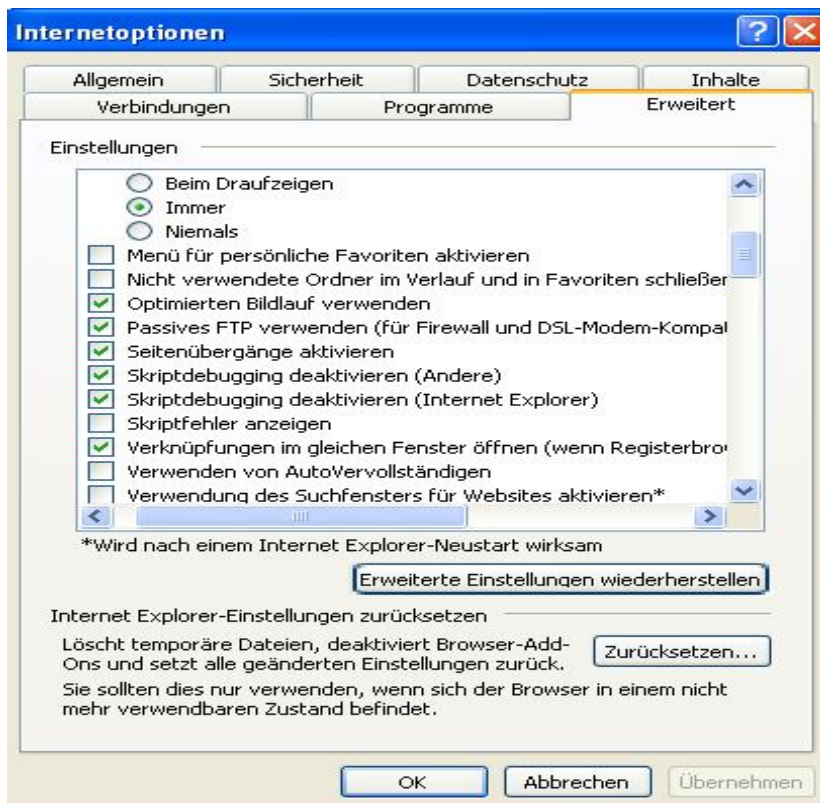 Internetoptionen
Allgemein Sicherheit Datenschutz Inhalte
Verbindungen Programme Erweitert
Einstellungen
Beim Draufzeigen
Immer
Niemals
Menü für persönliche Favoriten aktivieren
Nicht verwendete Ordner im Verlauf und in Favoriten schließen
Optimierten Bildlauf verwenden
Passives FTP verwenden (für Firewall und DSL-Modem-Kompat
Seitenübergänge aktivieren
Skriptdebugging deaktivieren (Andere)
Skriptdebugging deaktivieren (Internet Explorer)
Skriptfehler anzeigen
Verknüpfungen im gleichen Fenster öffnen (wenn Registerbrow
Verwenden von AutoVervollständigen
Verwendung des Suchfensters für Websites aktivieren*
*Wird nach einem Internet Explorer-Neustart wirksam
Erweiterte Einstellungen wiederherstellen
Internet Explorer-Einstellungen zurücksetzen
Löscht temporäre Dateien, deaktiviert Browser-Add-
Ons und setzt alle geänderten Einstellungen zurück.
Zurücksetzen...
Sie sollten dies nur verwenden, wenn sich der Browser in einem nicht
mehr verwendbaren Zustand befindet.
OK Abbrechen Übernehmen